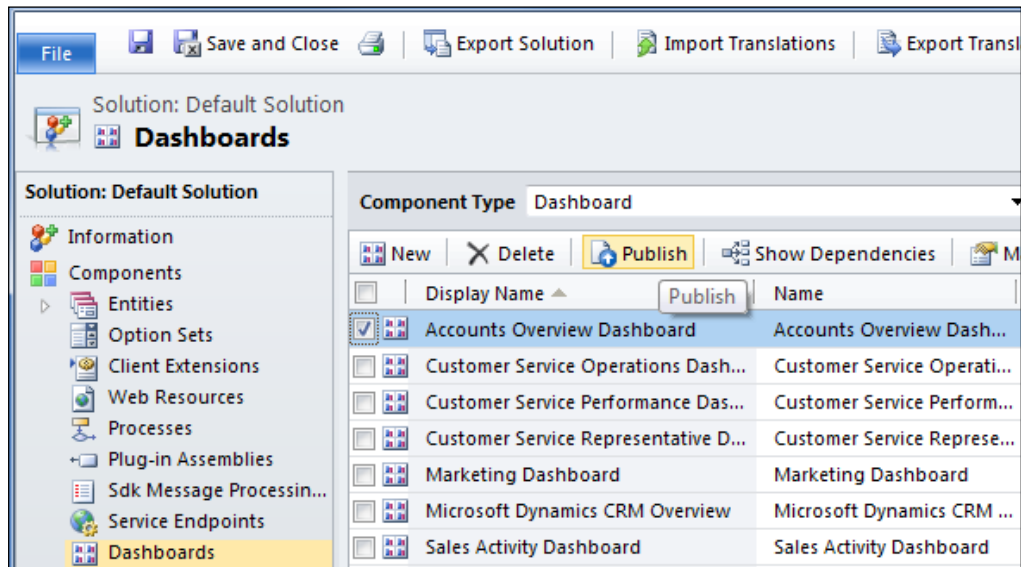 File Save and Close Export Solution Import Translations Export Transl
Solution: Default Solution
Dashboards
Solution: Default Solution
Information
Components
Entities
Option Sets
Client Extensions
Web Resources
Processes
Plug-in Assemblies
Sdk Message Processin...
Service Endpoints
Dashboards
Component Type Dashboard
New Delete Publish Show Dependencies M
Display Name Publish Name
Accounts Overview Dashboard Accounts Overview Dash...
Customer Service Operations Dash... Customer Service Operati...
Customer Service Performance Das... Customer Service Perform...
Customer Service Representative D... Customer Service Represe...
Marketing Dashboard Marketing Dashboard
Microsoft Dynamics CRM Overview Microsoft Dynamics CRM ...
Sales Activity Dashboard Sales Activity Dashboard